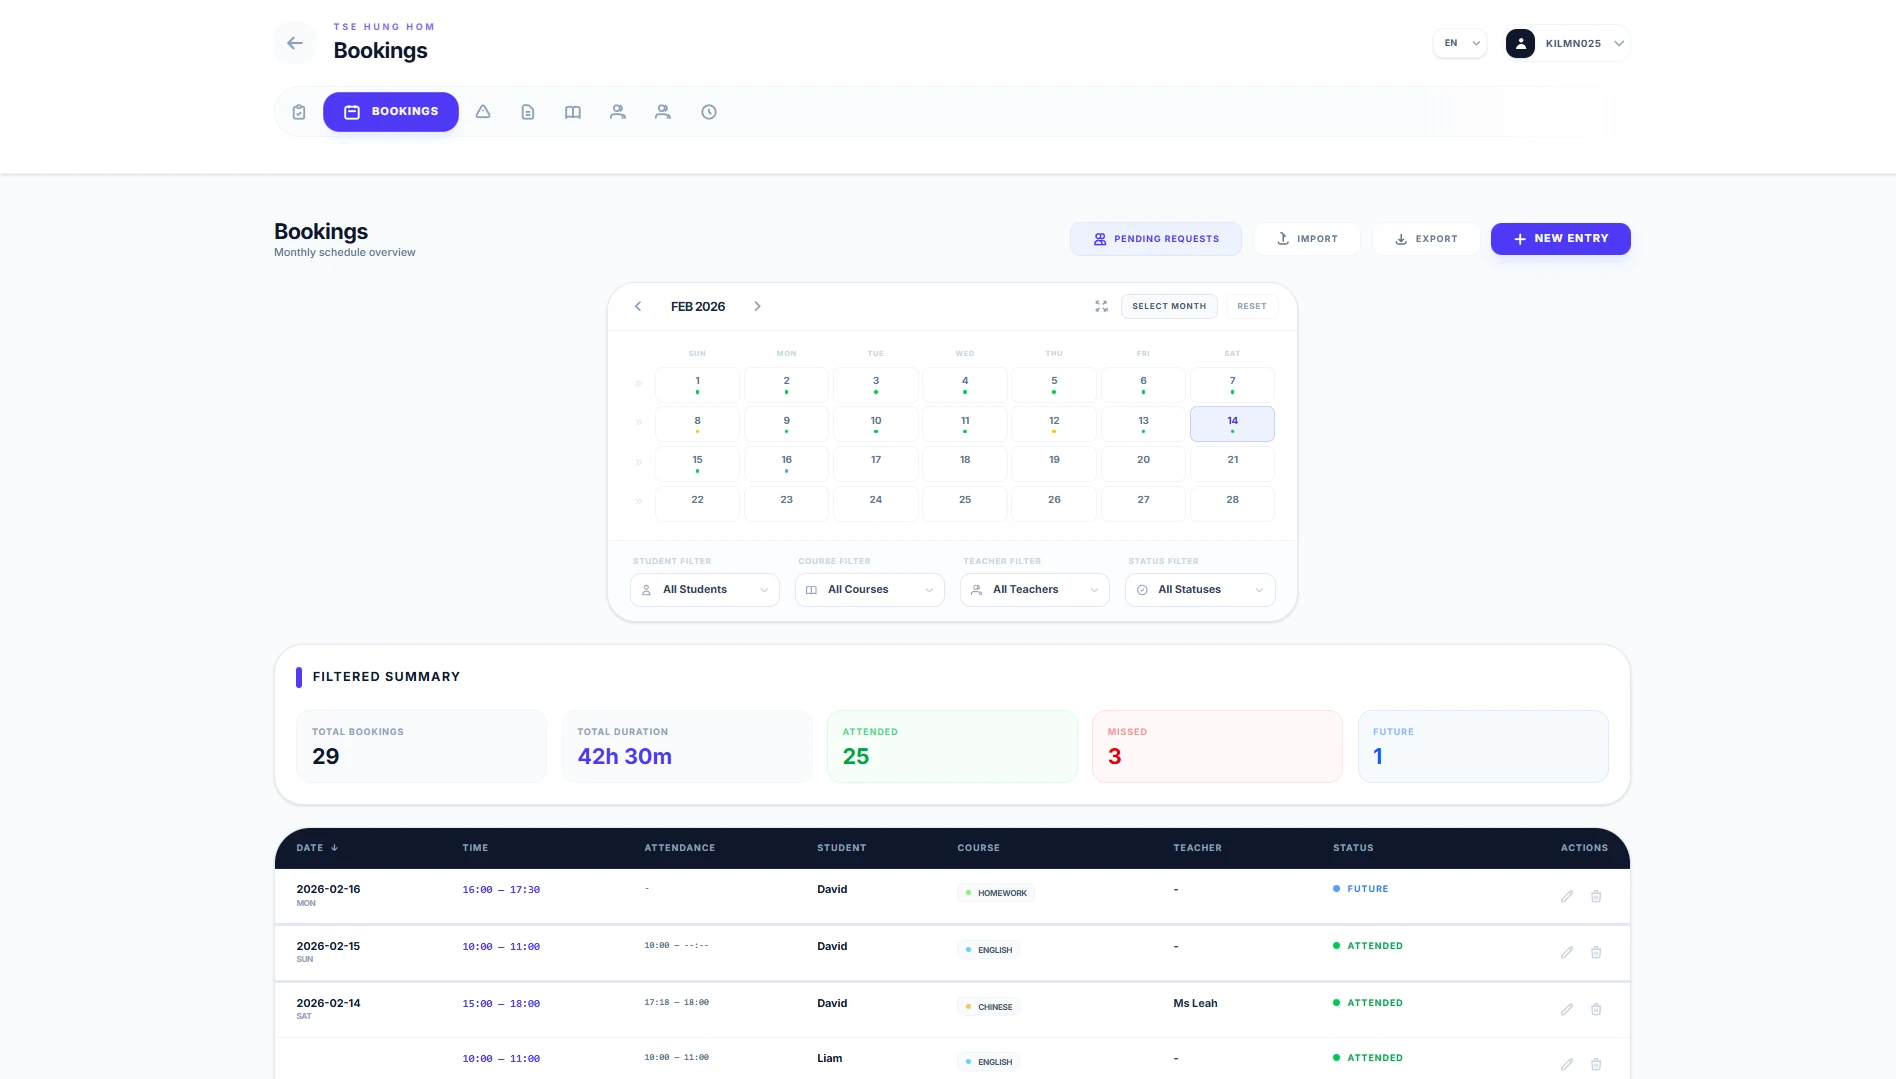 TSE HUNG HOM
Bookings
EN
KILMN025
BOOKINGS
Bookings
Monthly schedule overview
PENDING REQUESTS
IMPORT
EXPORT
NEW ENTRY
FEB 2026
SELECT MONTH
RESET
SUN MON TUE WED THU FRI SAT
1 2 3 4 5 6 7
8 9 10 11 12 13 14
15 16 17 18 19 20 21
22 23 24 25 26 27 28
STUDENT FILTER COURSE FILTER TEACHER FILTER STATUS FILTER
All Students All Courses All Teachers All Statuses
FILTERED SUMMARY
TOTAL BOOKINGS TOTAL DURATION ATTENDED MISSED FUTURE
29 42h 30m 25 3 1
DATE ↓ TIME ATTENDANCE STUDENT COURSE TEACHER STATUS ACTIONS
2026-02-16 16:00 – 17:30 - David HOMEWORK - FUTURE
MON
2026-02-15 10:00 – 11:00 10:00 – --:-- David ENGLISH - ATTENDED
SUN
2026-02-14 15:00 – 18:00 17:18 – 18:00 David CHINESE Ms Leah ATTENDED
SAT
10:00 – 11:00 10:00 – 11:00 Liam ENGLISH - ATTENDED